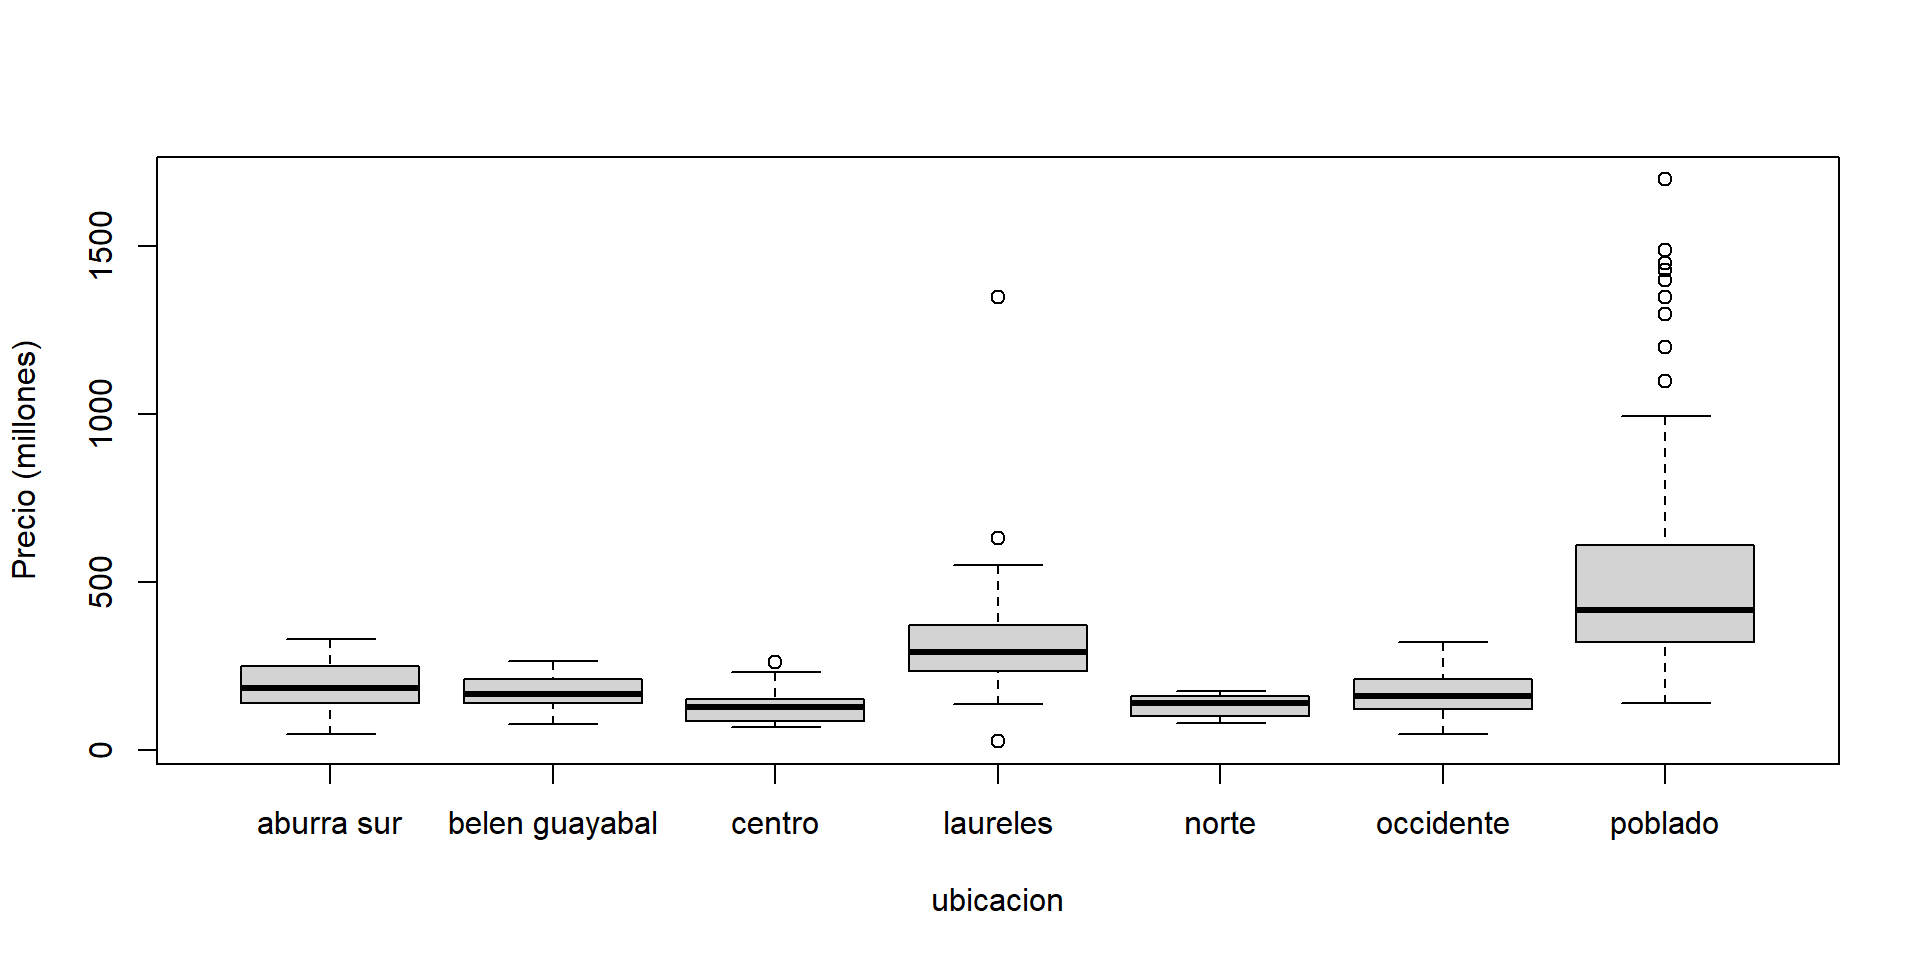 Precio (millones)
1500
1000
500
0
aburra sur belen guayabal centro laureles norte occidente poblado
ubicacion